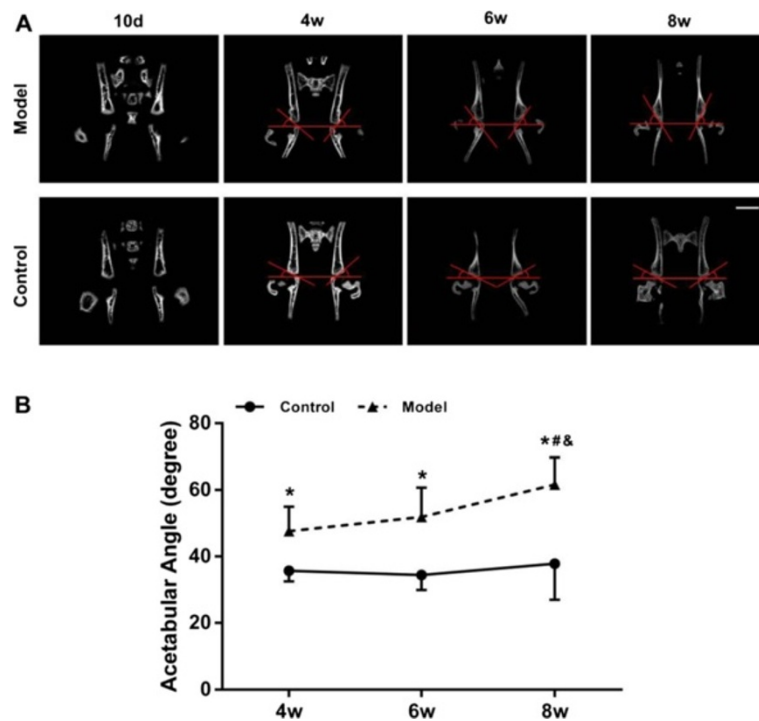 A
10d 4w 6w 8w
Model
Control
B
Control Model
Acetabular Angle (degree)
80
60
40
20
0
* * *#&
4w 6w 8w